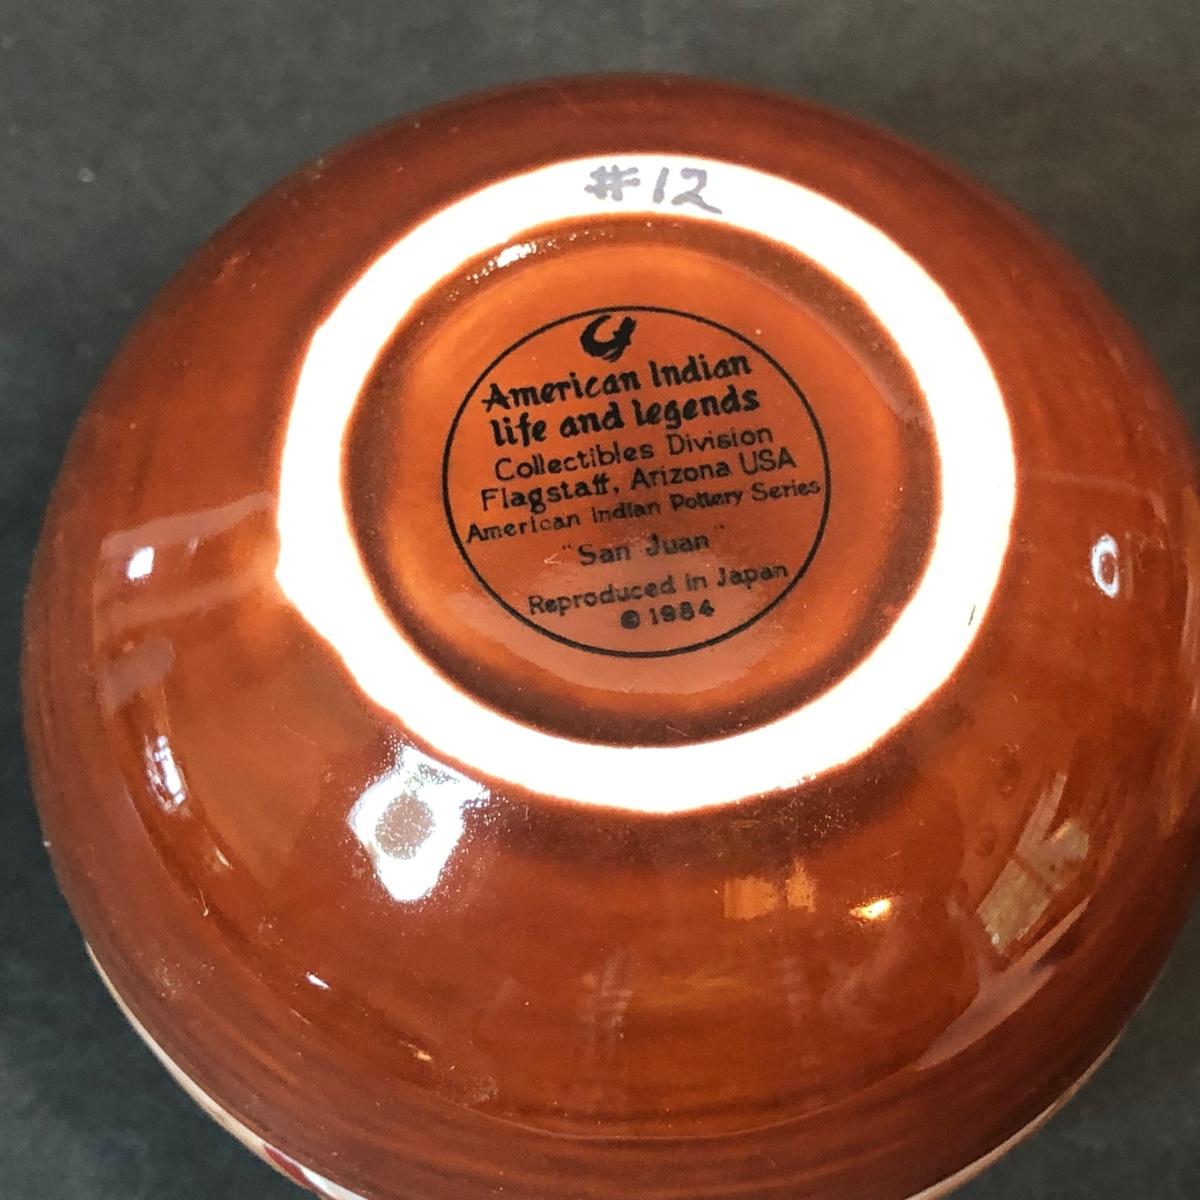 #12
American Indian
life and legends
Collectibles Division
Flagstaff, Arizona USA
American Indian Pottery Series
"San Juan"
Reproduced in Japan
© 1984